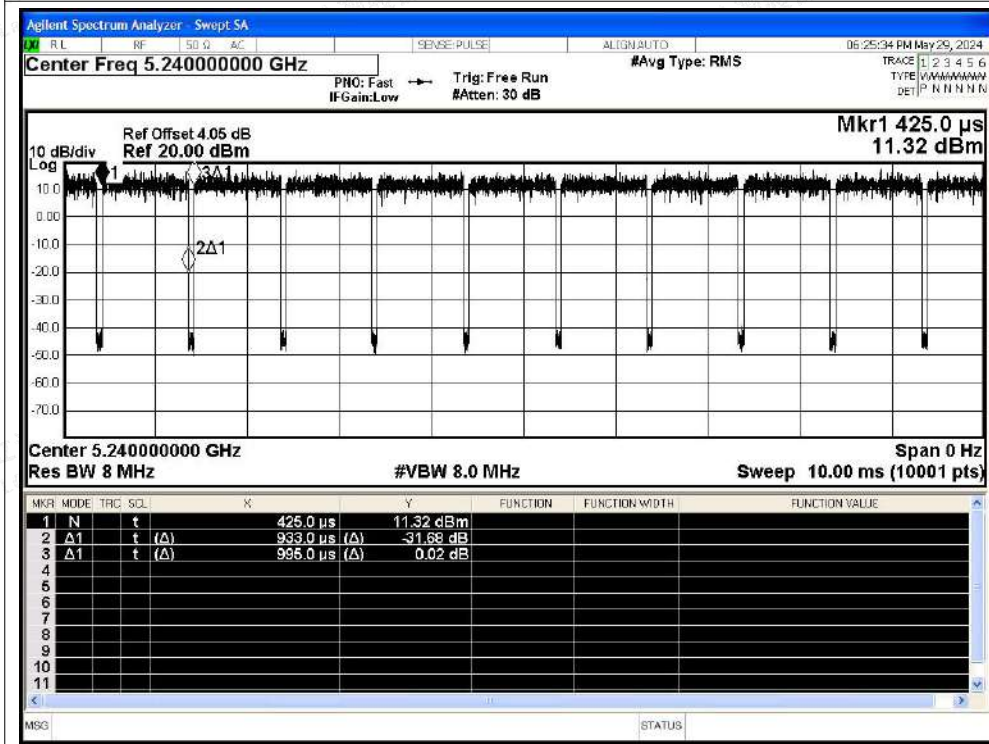 Agilent Spectrum Analyzer - Swept SA
LXI RL RF 50 Ω AC SENSE:PULSE ALIGNAUTO 06:25:34 PM May 29, 2024
Center Freq 5.240000000 GHz #Avg Type: RMS TRACE 1 2 3 4 5 6
PNO: Fast Trig: Free Run TYPE
IFGain:Low #Atten: 30 dB DET P N N N N N
Mkr1 425.0 µs
Ref Offset 4.05 dB
10 dB/div Ref 20.00 dBm 11.32 dBm
Log
1 3Δ1
10.0
0.00
-10.0
2Δ1
-20.0
-30.0
-40.0
-50.0
-60.0
-70.0
Center 5.240000000 GHz Span 0 Hz
Res BW 8 MHz #VBW 8.0 MHz Sweep 10.00 ms (10001 pts)
MKR MODE TRC SCL X Y FUNCTION FUNCTION WIDTH FUNCTION VALUE
1 N t 425.0 µs 11.32 dBm
2 Δ1 t (Δ) 933.0 µs (Δ) -31.68 dB
3 Δ1 t (Δ) 995.0 µs (Δ) 0.02 dB
4
5
6
7
8
9
10
11
MSG STATUS